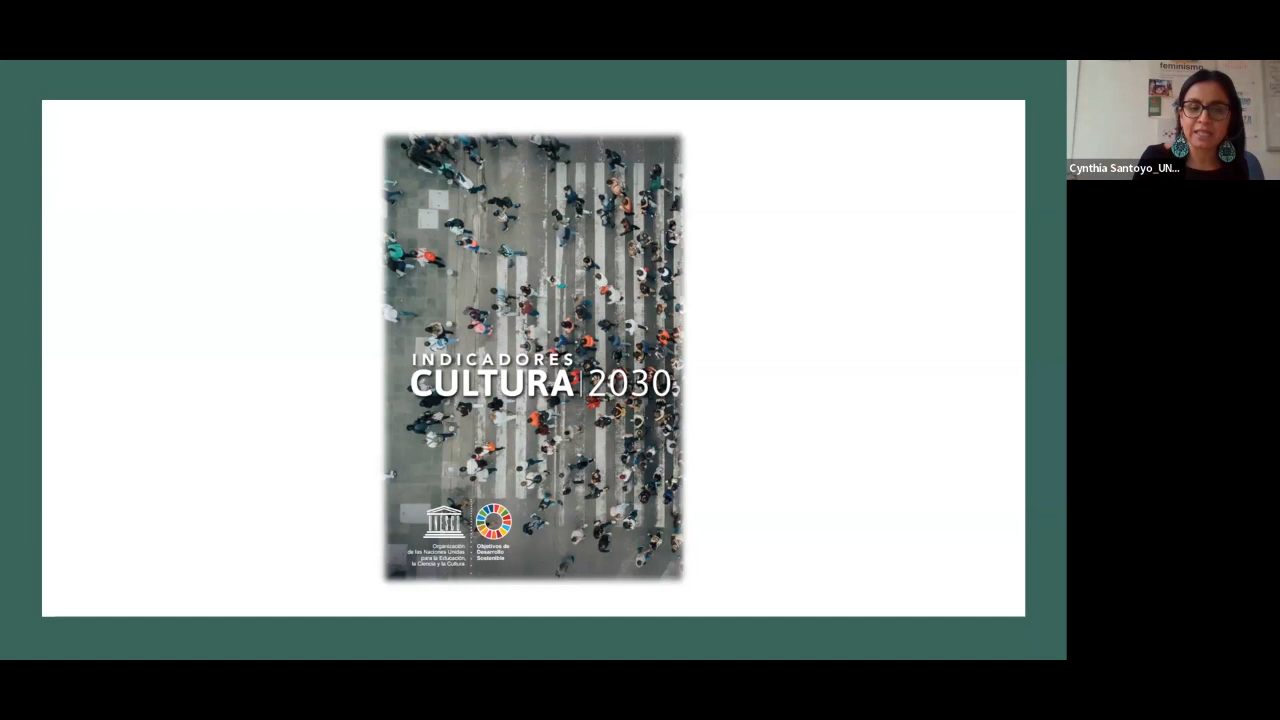 INDICADORES
CULTURA|2030
Organización
de las Naciones Unidas
para la Educación,
la Ciencia y la Cultura
Objetivos de
Desarrollo
Sostenible
feminismo
Cynthia Santoyo_UN...